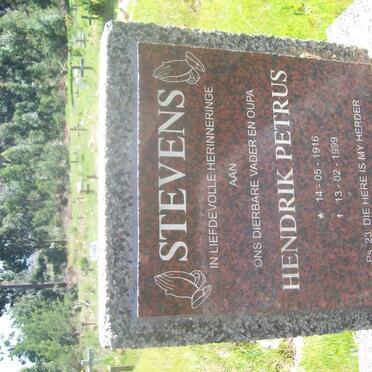 STEVENS
IN LIEFDEVOLLE HERINNERINGE
AAN
ONS DIERBARE VADER EN OUPA
HENDRIK PETRUS
★ 14 - 05 - 1916
† 13 - 02 - 1999
Ps. 23: DIE HERE IS MY HERDER